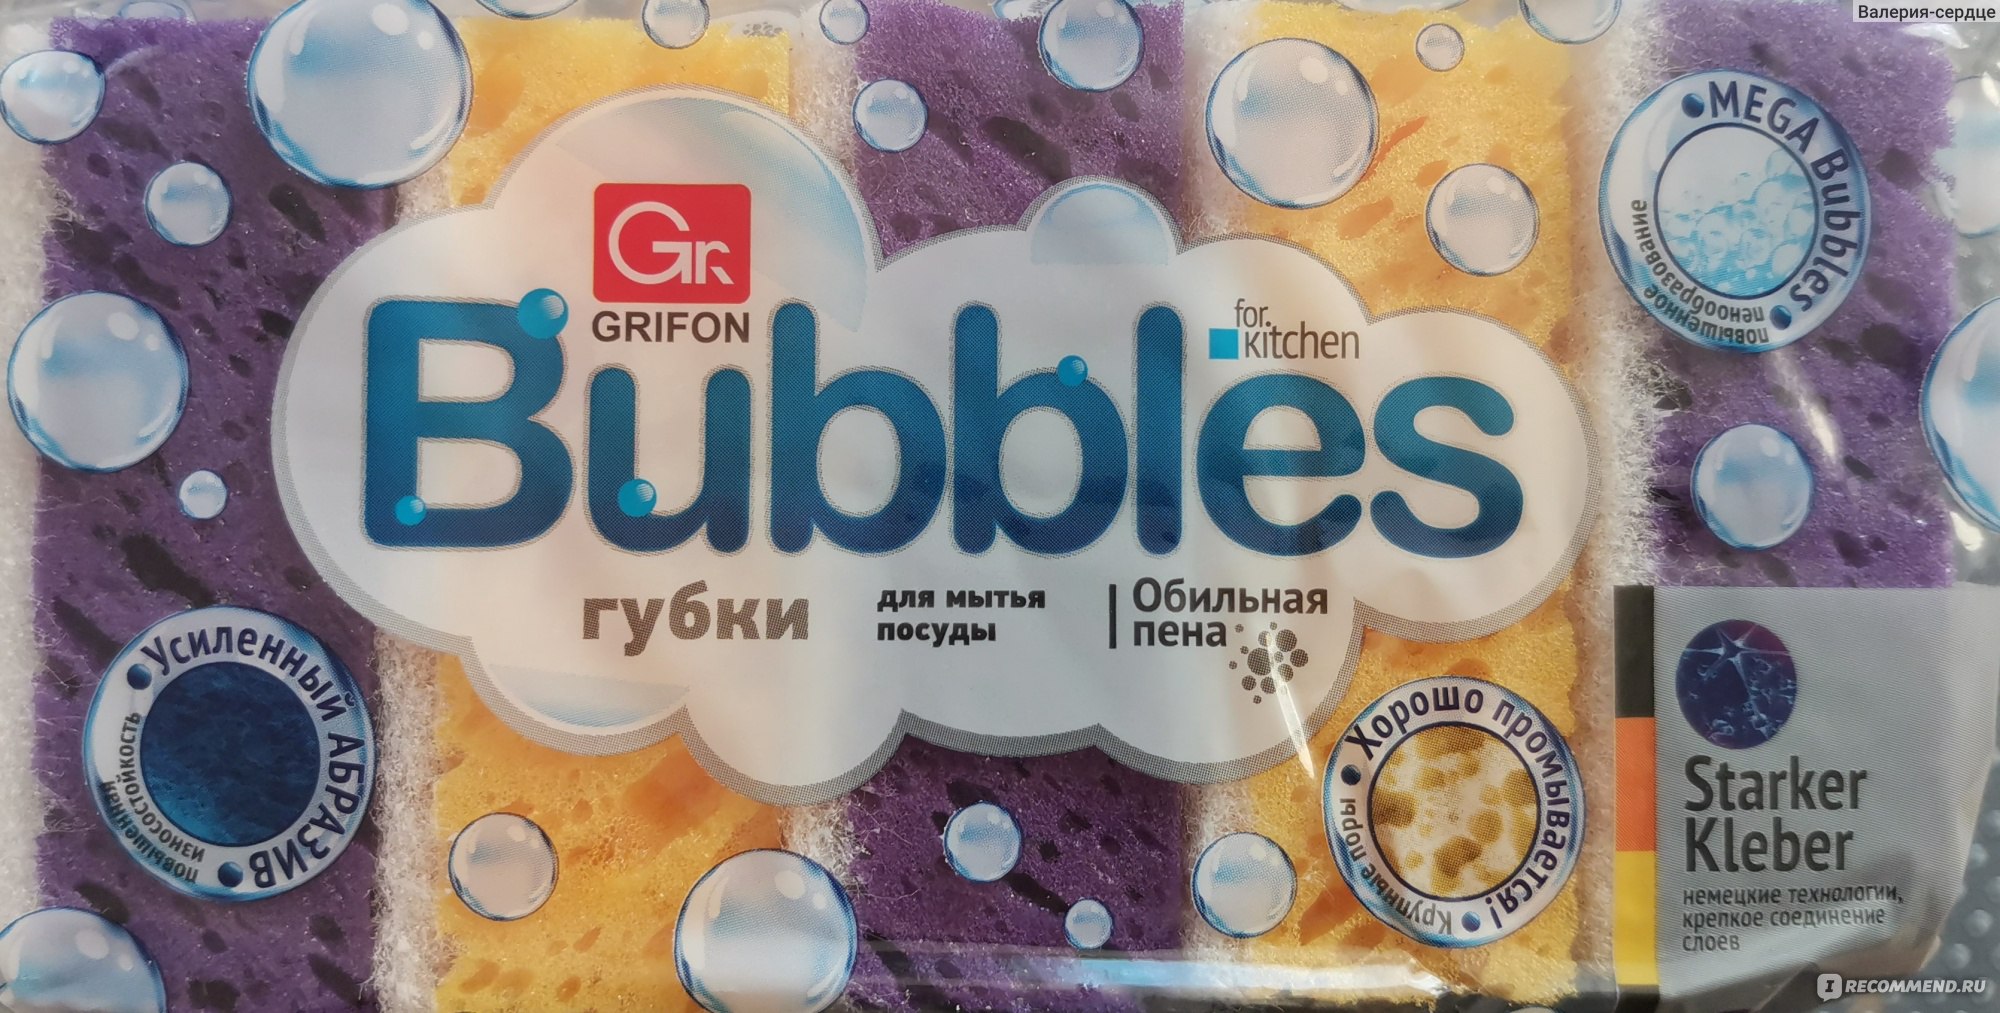 Валерия-сердце
MEGA Bubbles
повышенное
пенообразование
Gr
GRIFON
for
kitchen
Bubbles
губки
для мытья
посуды
Обильная
пена
Усиленный АБРАЗИВ
повышенная
износостойкость
Хорошо промывается!
Крупные поры
Starker
Kleber
немецкие технологии,
крепкое соединение
слоев
I RECOMMEND.RU